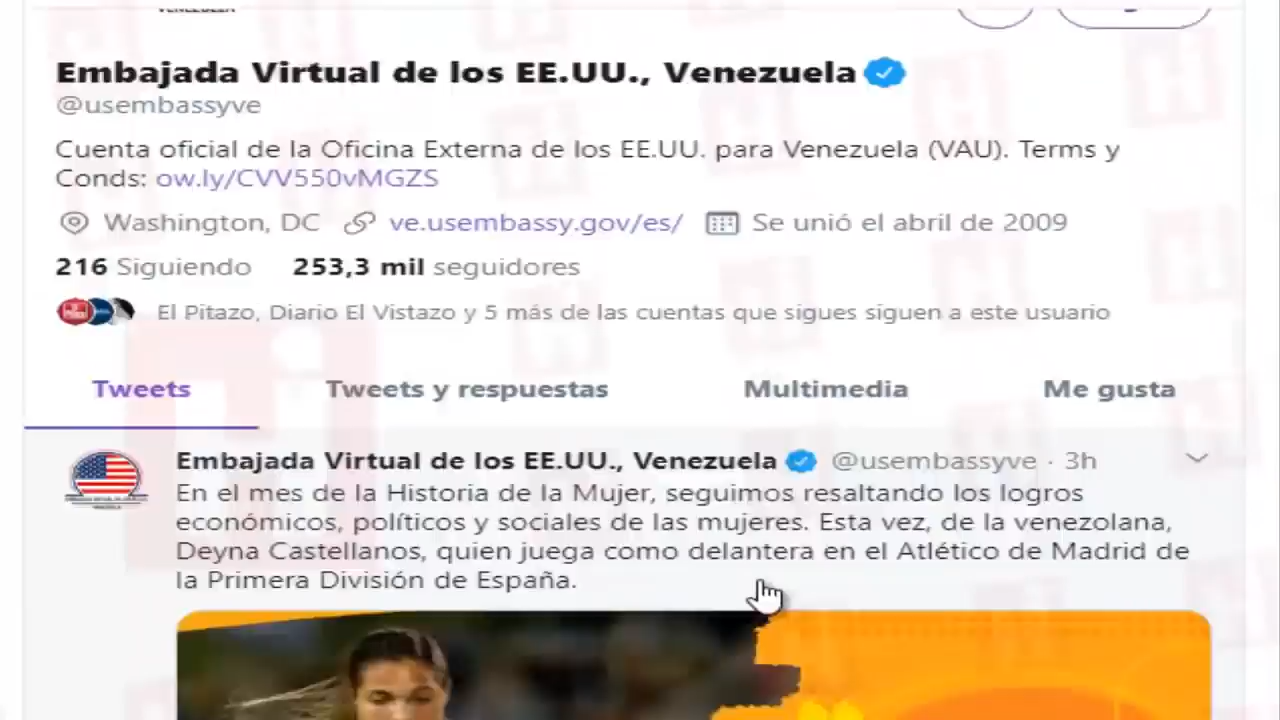 Embajada Virtual de los EE.UU., Venezuela
@usembassyve
Cuenta oficial de la Oficina Externa de los EE.UU. para Venezuela (VAU). Terms y
Conds: ow.ly/CVV550vMGZS
Washington, DC ve.usembassy.gov/es/ Se unió el abril de 2009
216 Siguiendo 253,3 mil seguidores
El Pitazo, Diario El Vistazo y 5 más de las cuentas que sigues siguen a este usuario
Tweets Tweets y respuestas Multimedia Me gusta
Embajada Virtual de los EE.UU., Venezuela @usembassyve · 3h
En el mes de la Historia de la Mujer, seguimos resaltando los logros
económicos, políticos y sociales de las mujeres. Esta vez, de la venezolana,
Deyna Castellanos, quien juega como delantera en el Atlético de Madrid de
la Primera División de España.